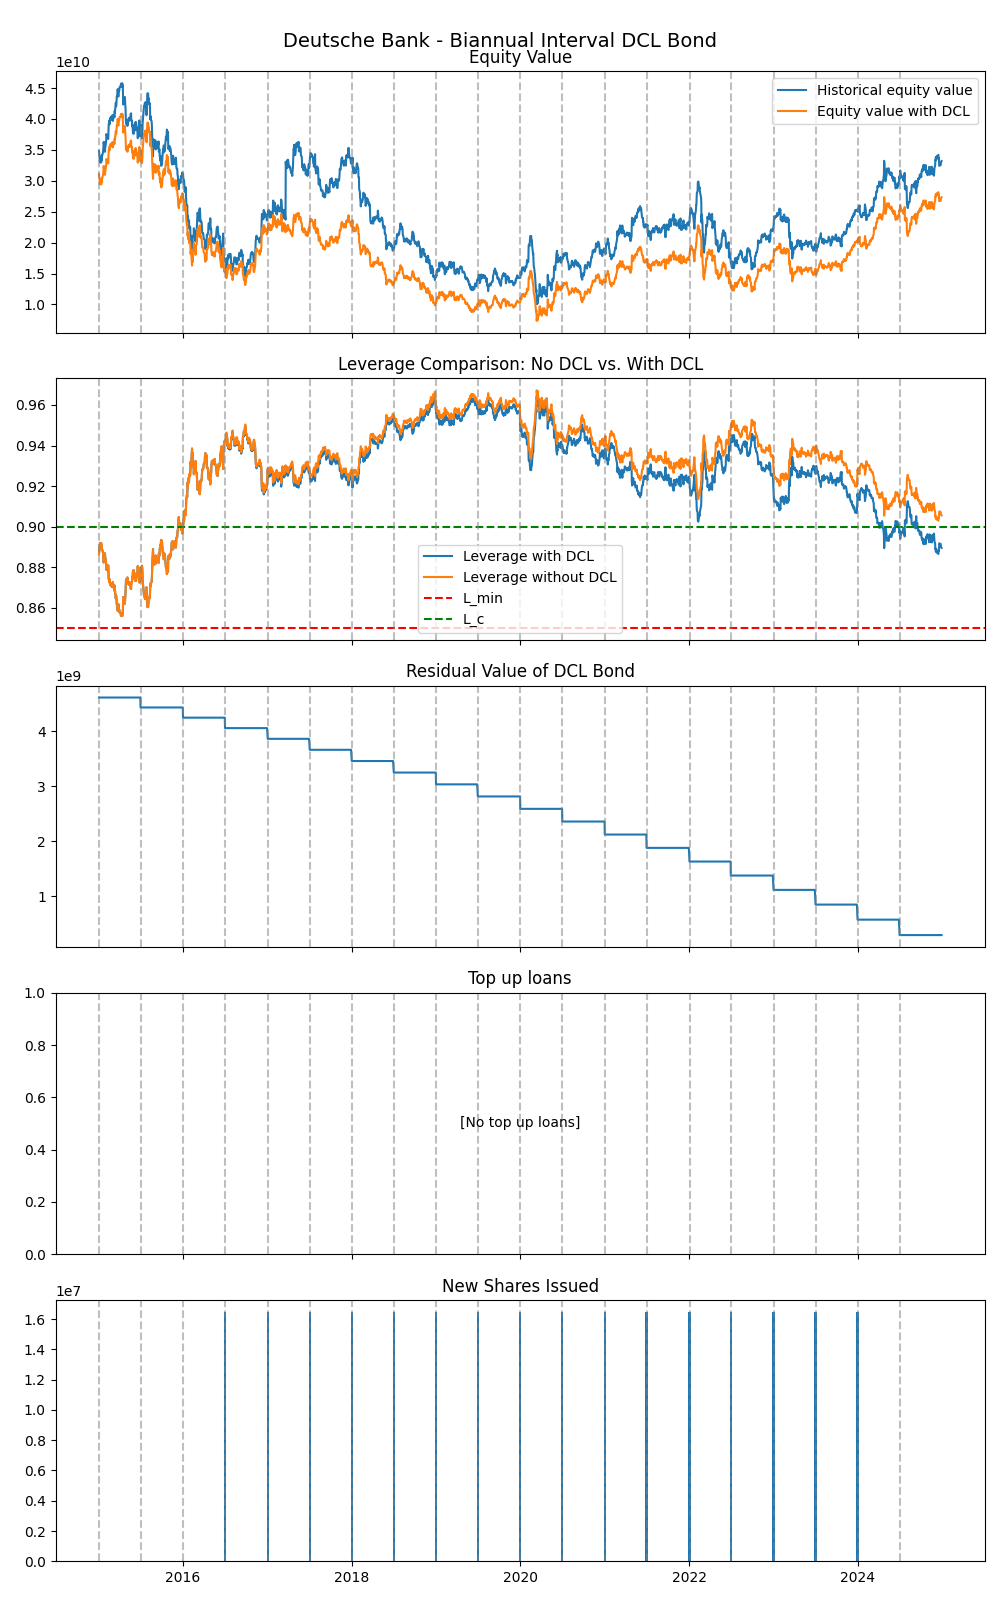 Deutsche Bank - Biannual Interval DCL Bond
Equity Value
1e10
4.5
4.0
3.5
3.0
2.5
2.0
1.5
1.0
Historical equity value
Equity value with DCL
Leverage Comparison: No DCL vs. With DCL
0.96
0.94
0.92
0.90
0.88
0.86
Leverage with DCL
Leverage without DCL
L_min
L_c
Residual Value of DCL Bond
1e9
4
3
2
1
Top up loans
1.0
0.8
0.6
0.4
0.2
0.0
[No top up loans]
New Shares Issued
1e7
1.6
1.4
1.2
1.0
0.8
0.6
0.4
0.2
0.0
2016
2018
2020
2022
2024